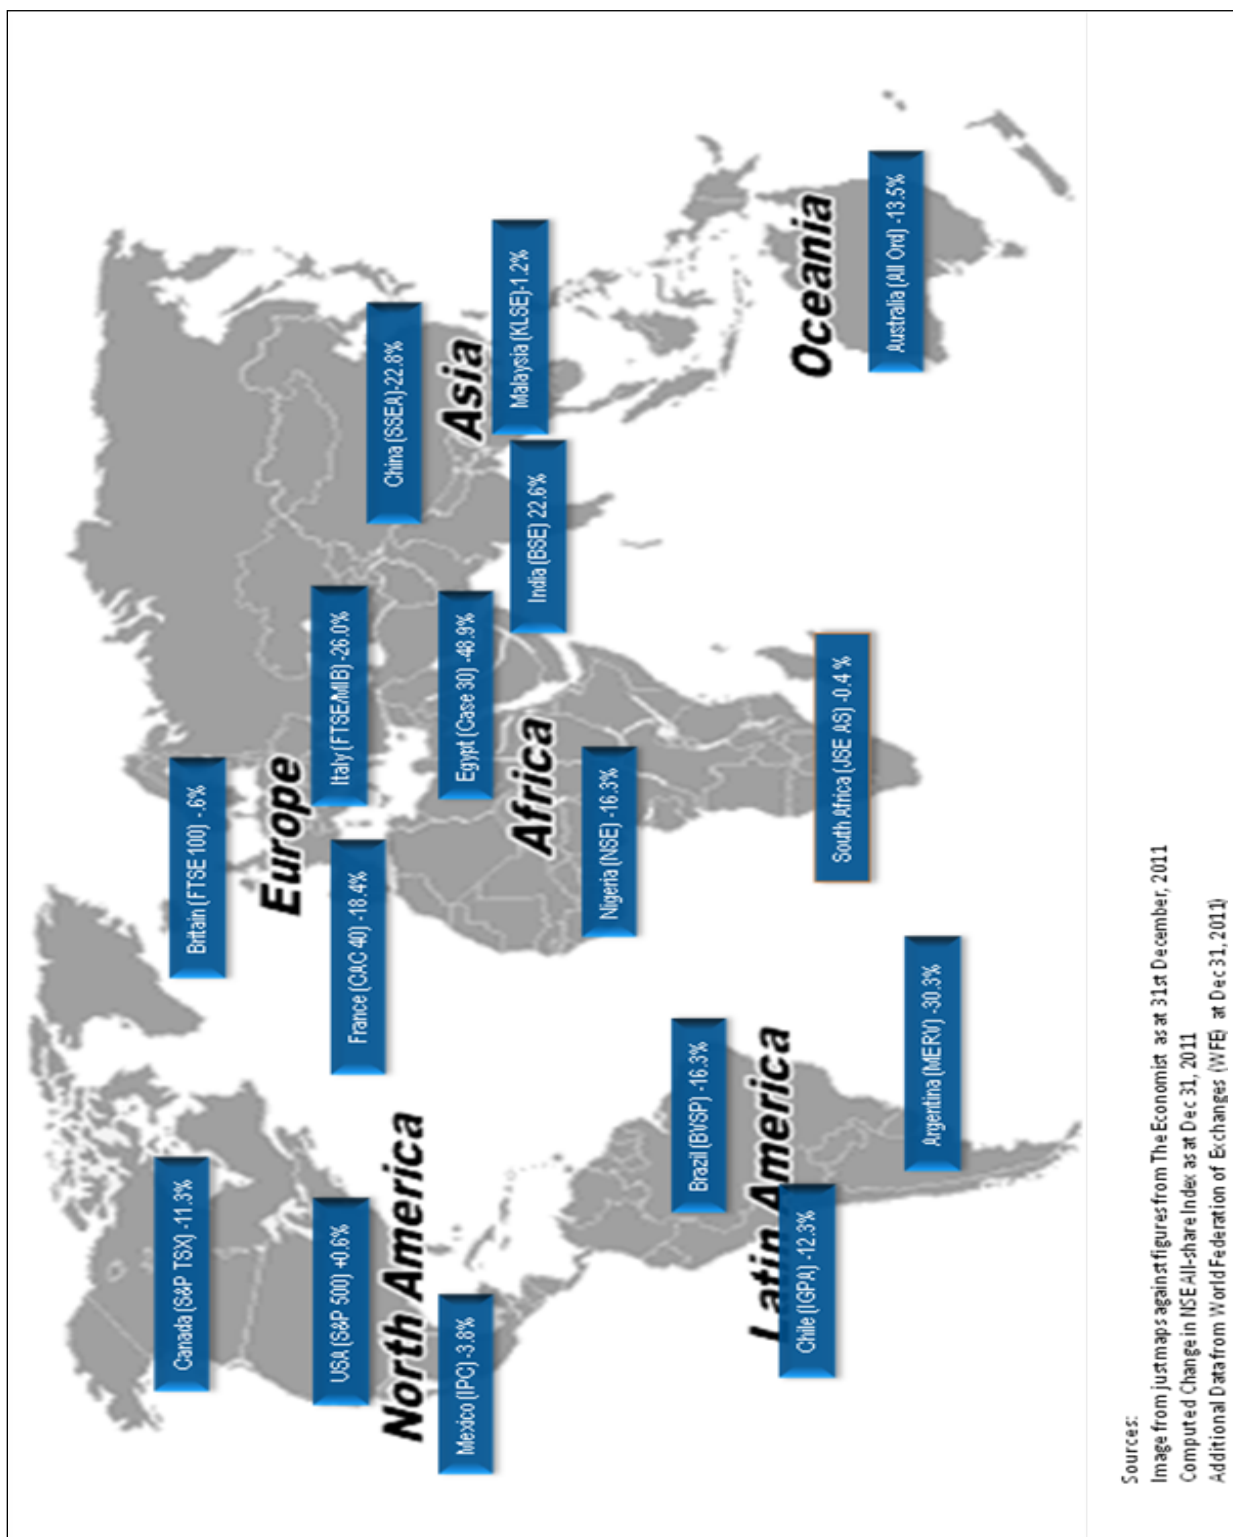 Canada (S&P TSX) -11.3%
Britain (FTSE 100) -.6%
Europe
USA (S&P 500) +0.6%
Italy (FTSE/MIB) -26.0%
France (CAC 40) -18.4%
China (SSEA)-22.8%
North America
Asia
Mexico (IPC) -3.8%
Egypt (Case 30) -48.9%
Malaysia (KLSE)-1.2%
India (BSE) 22.6%
Africa
Nigeria (NSE) -16.3%
Brazil (BVSP) -16.3%
Latin America
Oceania
Chile (IGPA) -12.3%
South Africa (JSE AS) -0.4 %
Australia (All Ord) -13.5%
Argentina (MERV) -30.3%
Sources:
Image from justmaps against figures from The Economist as at 31st December, 2011
Computed Change in NSE All-share Index as at Dec 31, 2011
Additional Data from World Federation of Exchanges (WFE) at Dec 31, 2011)